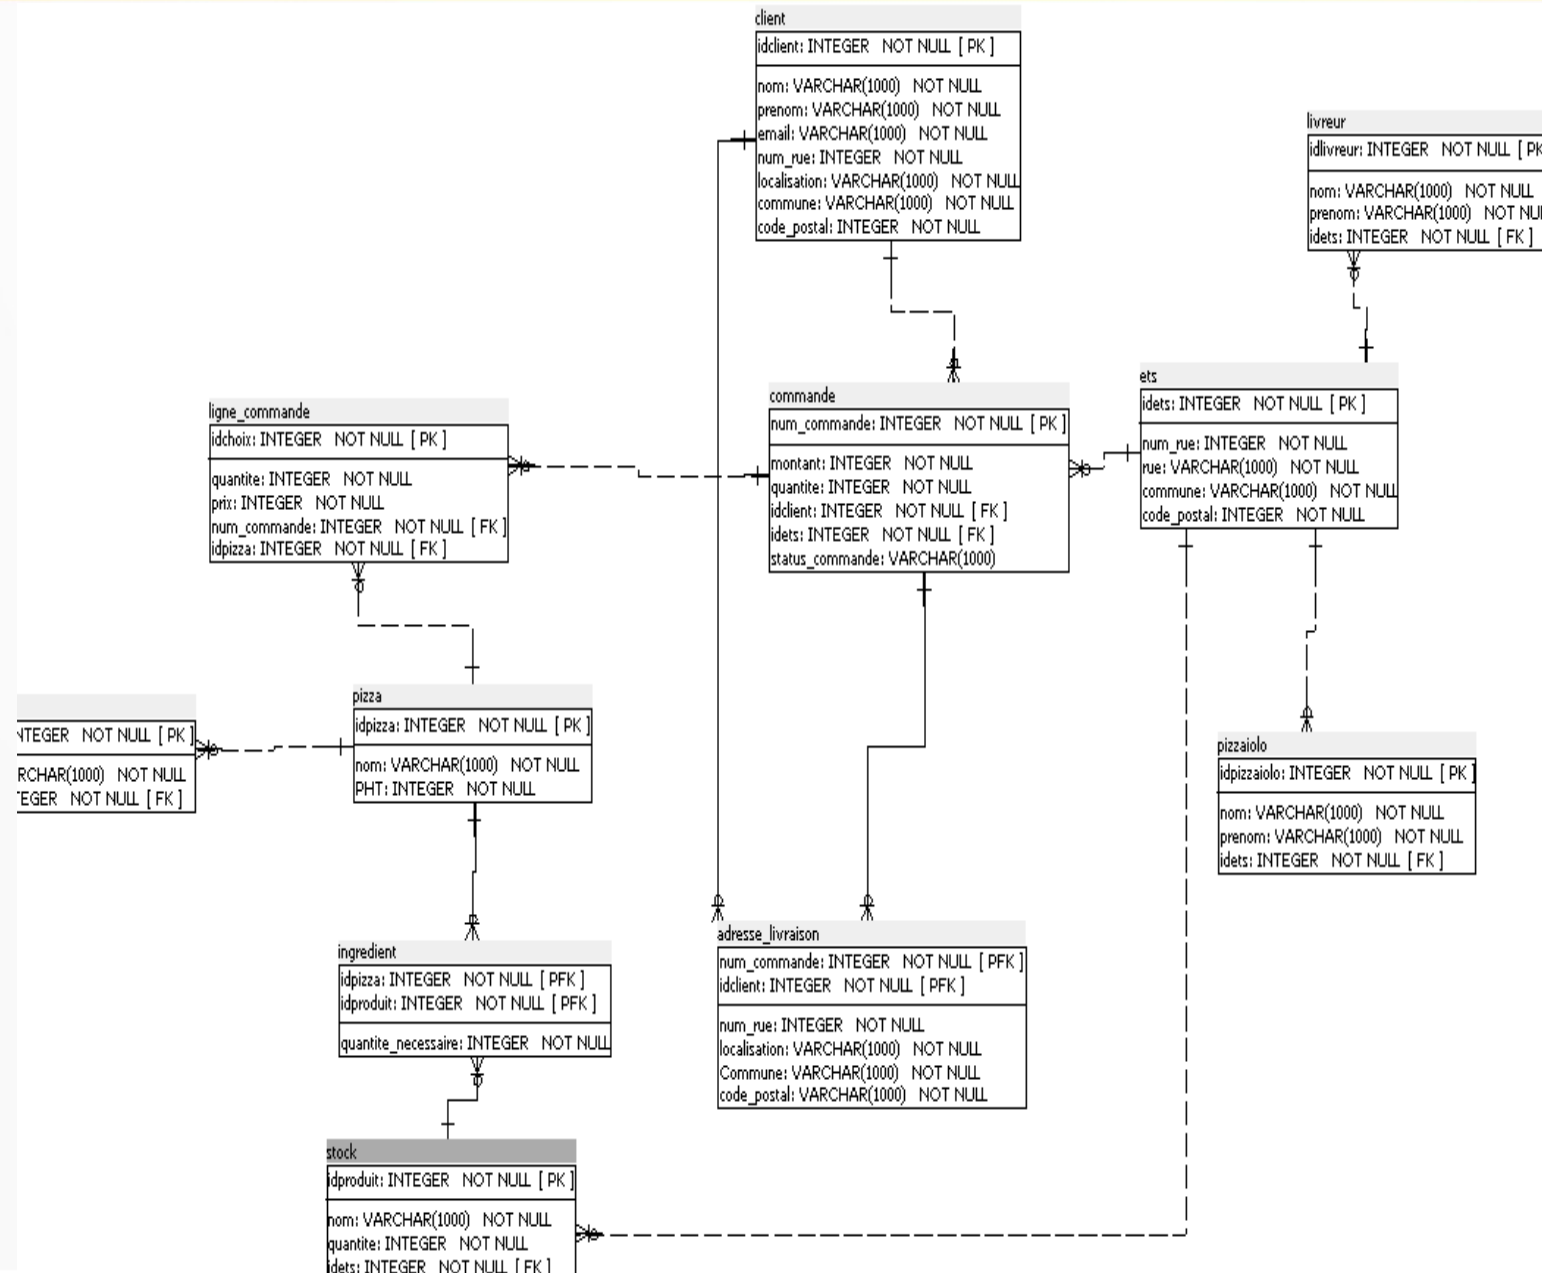 client
idclient: INTEGER NOT NULL [ PK ]
nom: VARCHAR(1000) NOT NULL
prenom: VARCHAR(1000) NOT NULL
email: VARCHAR(1000) NOT NULL
num_rue: INTEGER NOT NULL
localisation: VARCHAR(1000) NOT NULL
commune: VARCHAR(1000) NOT NULL
code_postal: INTEGER NOT NULL
livreur
idlivreur: INTEGER NOT NULL [ PK
nom: VARCHAR(1000) NOT NULL
prenom: VARCHAR(1000) NOT NUL
idets: INTEGER NOT NULL [ FK ]
ligne_commande
idchoix: INTEGER NOT NULL [ PK ]
quantite: INTEGER NOT NULL
prix: INTEGER NOT NULL
num_commande: INTEGER NOT NULL [ FK ]
idpizza: INTEGER NOT NULL [ FK ]
commande
num_commande: INTEGER NOT NULL [ PK ]
montant: INTEGER NOT NULL
quantite: INTEGER NOT NULL
idclient: INTEGER NOT NULL [ FK ]
idets: INTEGER NOT NULL [ FK ]
status_commande: VARCHAR(1000)
ets
idets: INTEGER NOT NULL [ PK ]
num_rue: INTEGER NOT NULL
rue: VARCHAR(1000) NOT NULL
commune: VARCHAR(1000) NOT NULL
code_postal: INTEGER NOT NULL
NTEGER NOT NULL [ PK ]
RCHAR(1000) NOT NULL
TEGER NOT NULL [ FK ]
pizza
idpizza: INTEGER NOT NULL [ PK ]
nom: VARCHAR(1000) NOT NULL
PHT: INTEGER NOT NULL
pizzaiolo
idpizzaiolo: INTEGER NOT NULL [ PK ]
nom: VARCHAR(1000) NOT NULL
prenom: VARCHAR(1000) NOT NULL
idets: INTEGER NOT NULL [ FK ]
ingredient
idpizza: INTEGER NOT NULL [ PFK ]
idproduit: INTEGER NOT NULL [ PFK ]
quantite_necessaire: INTEGER NOT NULL
adresse_livraison
num_commande: INTEGER NOT NULL [ PFK ]
idclient: INTEGER NOT NULL [ PFK ]
num_rue: INTEGER NOT NULL
localisation: VARCHAR(1000) NOT NULL
Commune: VARCHAR(1000) NOT NULL
code_postal: VARCHAR(1000) NOT NULL
stock
idproduit: INTEGER NOT NULL [ PK ]
nom: VARCHAR(1000) NOT NULL
quantite: INTEGER NOT NULL
idets: INTEGER NOT NULL [ FK ]